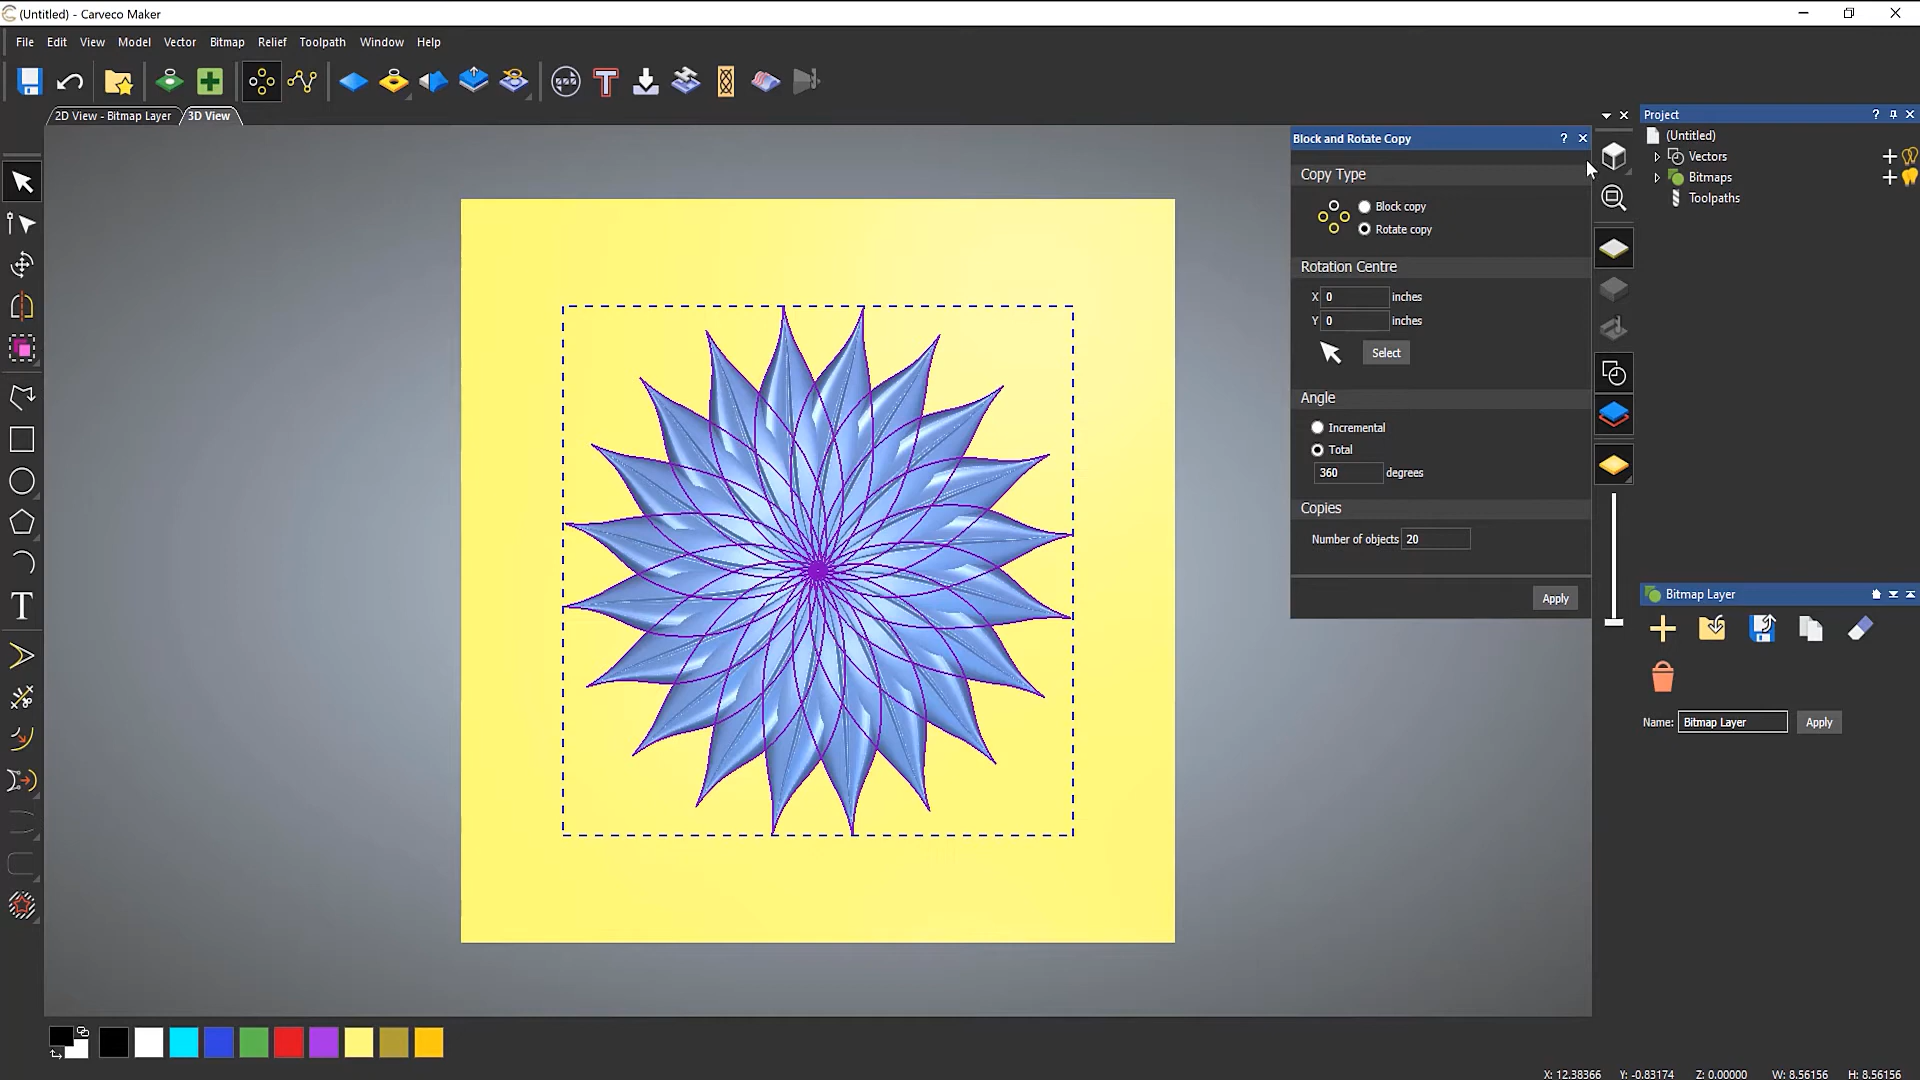 (Untitled) - Carveco Maker
File Edit View Model Vector Bitmap Relief Toolpath Window Help
2D View - Bitmap Layer 3D View
Project ?
(Untitled)
Vectors
Bitmaps
Toolpaths
Block and Rotate Copy ?
Copy Type
Block copy
Rotate copy
Rotation Centre
X 0 inches
Y 0 inches
Select
Angle
Incremental
Total
360 degrees
Copies
Number of objects 20
Apply
Bitmap Layer
Name: Bitmap Layer Apply
X: 12.38366 Y: -0.83174 Z: 0.00000 W: 8.56156 H: 8.56156